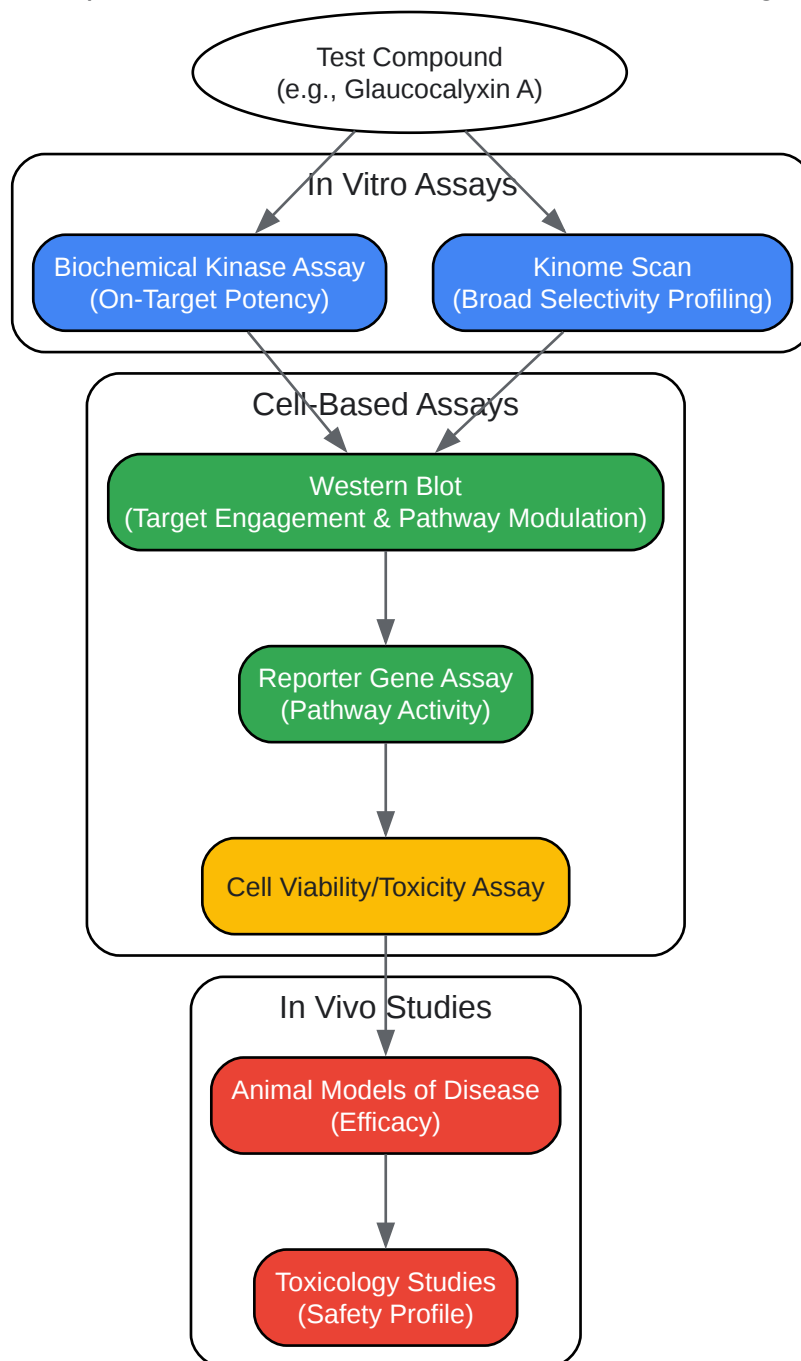 Test Compound
(e.g., Glaucocalyxin A)
In Vitro Assays
Biochemical Kinase Assay
(On-Target Potency)
Kinome Scan
(Broad Selectivity Profiling)
Cell-Based Assays
Western Blot
(Target Engagement & Pathway Modulation)
Reporter Gene Assay
(Pathway Activity)
Cell Viability/Toxicity Assay
In Vivo Studies
Animal Models of Disease
(Efficacy)
Toxicology Studies
(Safety Profile)